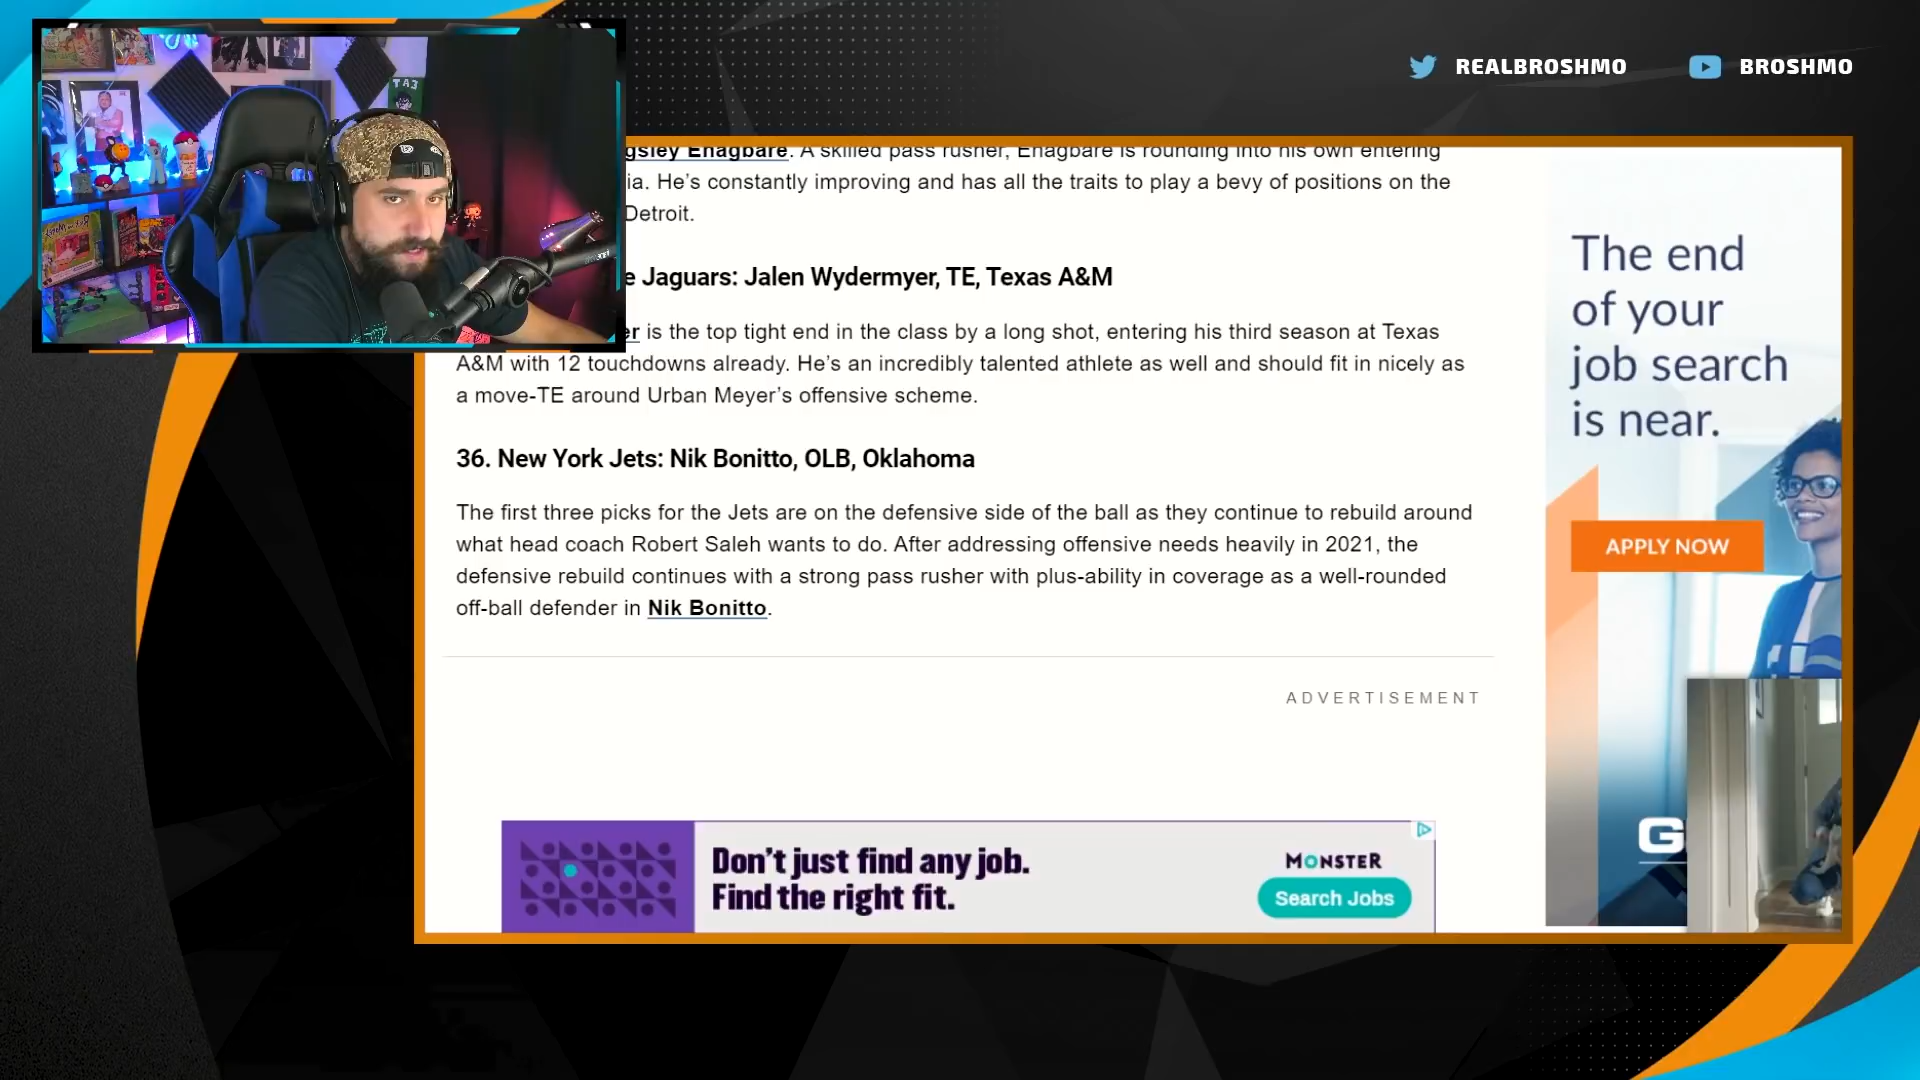 REALBROSHMO
BROSHMO
TA3
gsley Enagbare. A skilled pass rusher, Enagbare is rounding into his own entering
ia. He’s constantly improving and has all the traits to play a bevy of positions on the
Detroit.
e Jaguars: Jalen Wydermyer, TE, Texas A&M
er is the top tight end in the class by a long shot, entering his third season at Texas
A&M with 12 touchdowns already. He’s an incredibly talented athlete as well and should fit in nicely as
a move-TE around Urban Meyer’s offensive scheme.
36. New York Jets: Nik Bonitto, OLB, Oklahoma
The first three picks for the Jets are on the defensive side of the ball as they continue to rebuild around
what head coach Robert Saleh wants to do. After addressing offensive needs heavily in 2021, the
defensive rebuild continues with a strong pass rusher with plus-ability in coverage as a well-rounded
off-ball defender in Nik Bonitto.
ADVERTISEMENT
Don’t just find any job.
Find the right fit.
MONSTER
Search Jobs
The end
of your
job search
is near.
APPLY NOW
G